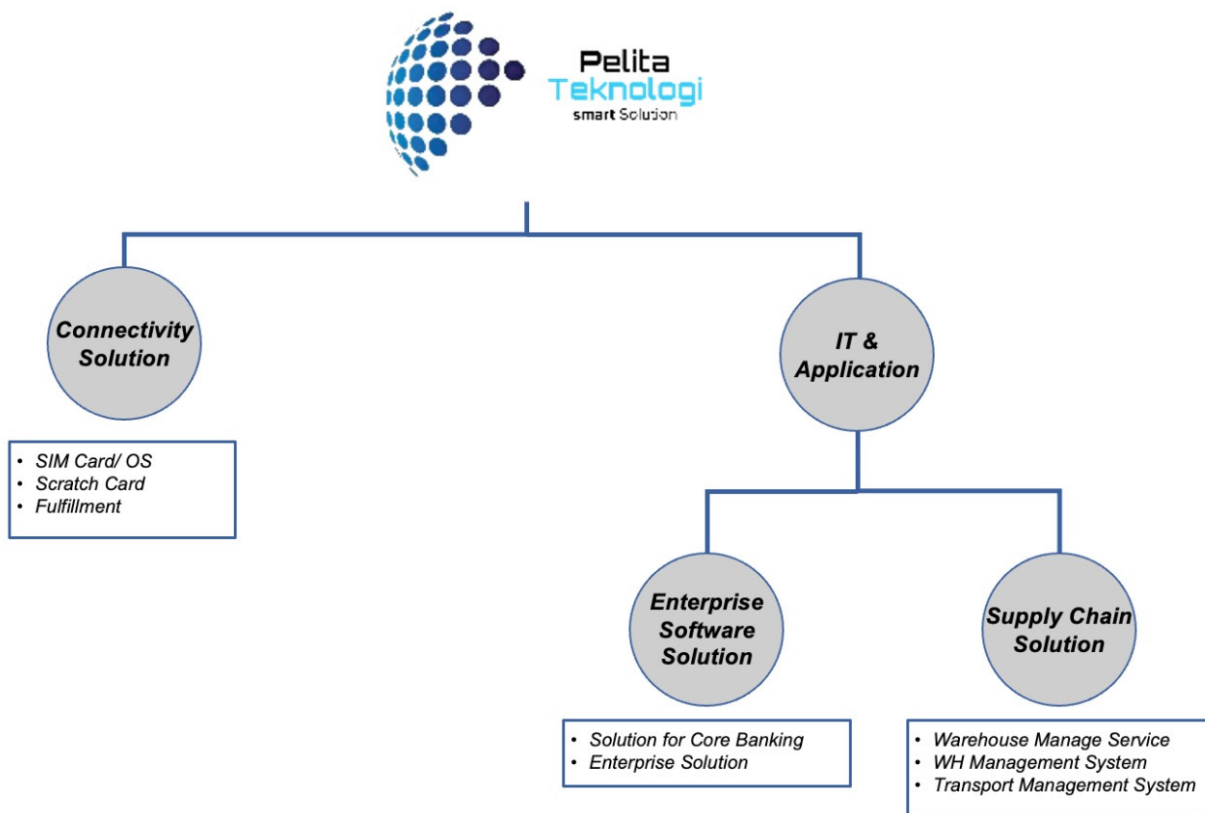 Pelita
Teknologi
smart Solution
Connectivity
Solution
• SIM Card/ OS
• Scratch Card
• Fulfillment
IT &
Application
Enterprise
Software
Solution
• Solution for Core Banking
• Enterprise Solution
Supply Chain
Solution
• Warehouse Manage Service
• WH Management System
• Transport Management System